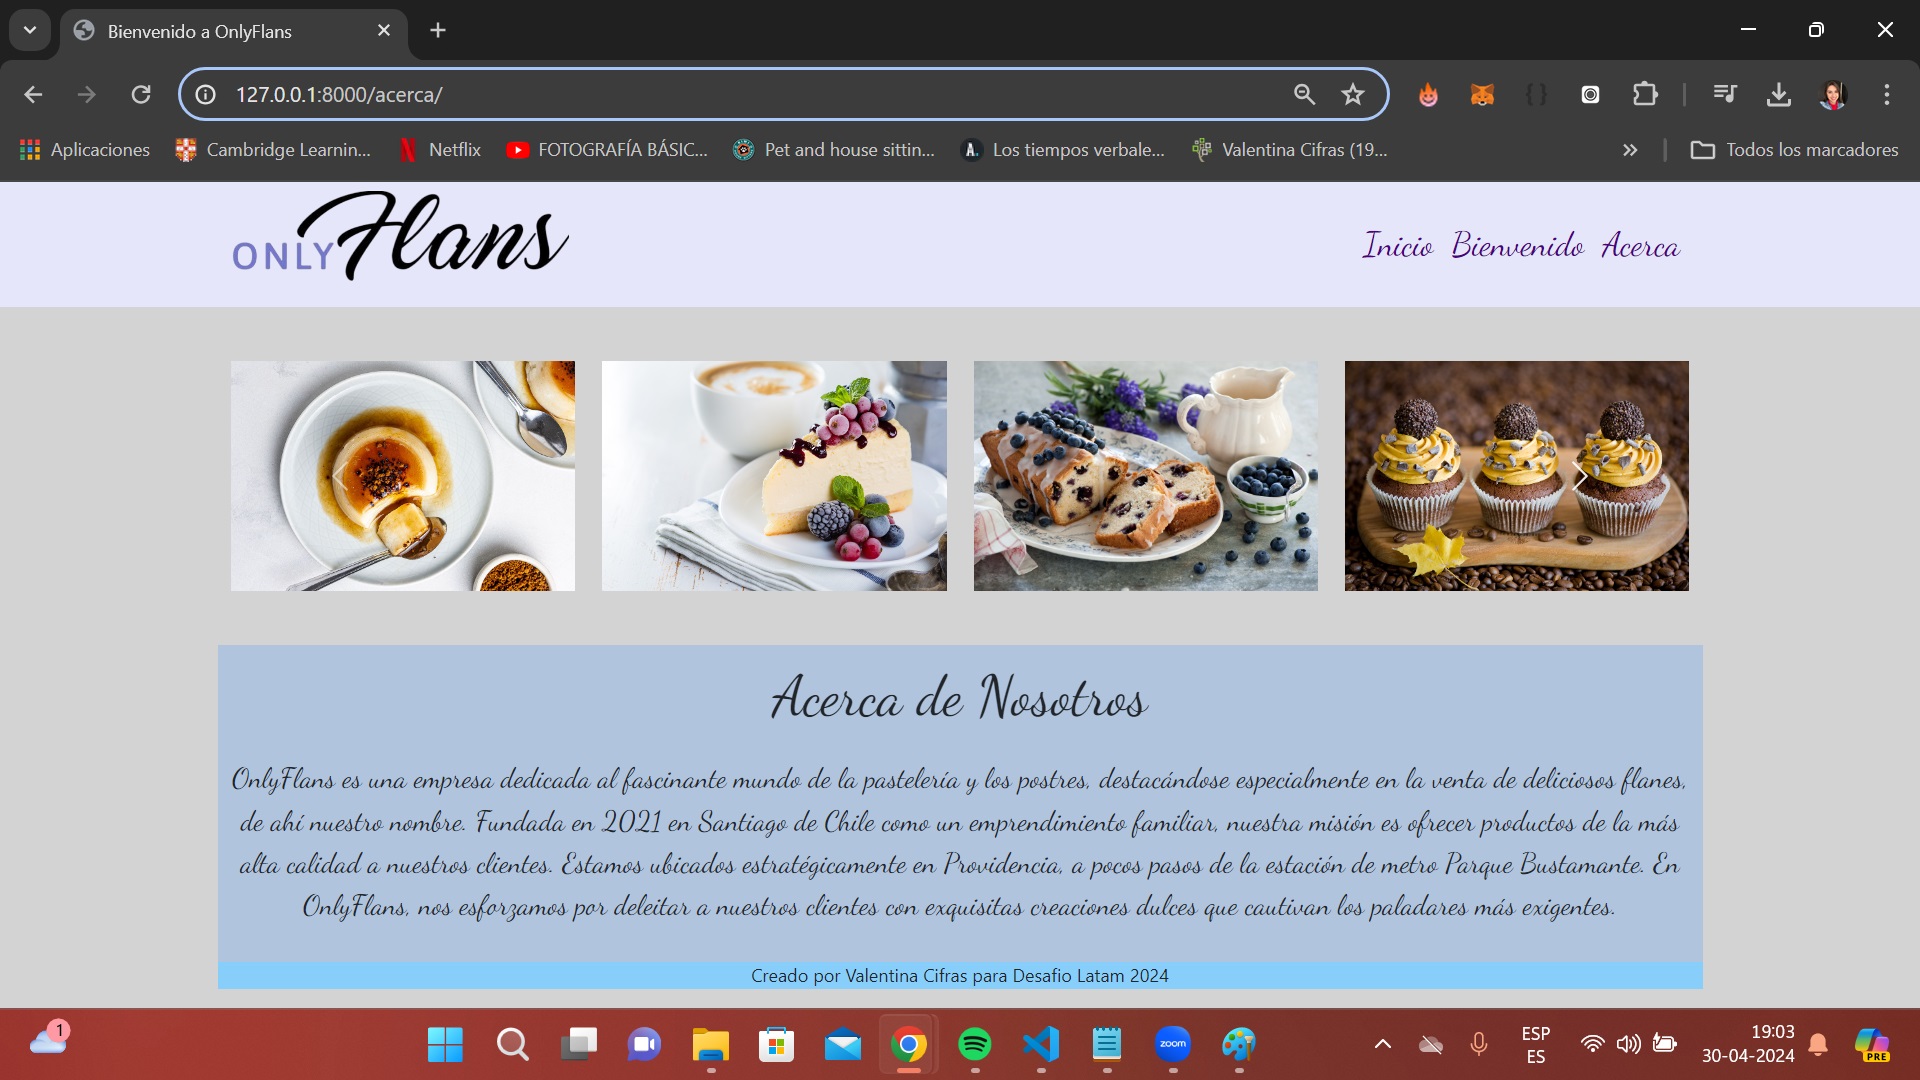 Bienvenido a OnlyFlans
127.0.0.1:8000/acerca/
Aplicaciones
Cambridge Learnin...
Netflix
FOTOGRAFÍA BÁSIC...
Pet and house sittin...
A.
Los tiempos verbale...
Valentina Cifras (19...
Todos los marcadores
ONLY Flans
Inicio Bienvenido Acerca
Acerca de Nosotros
OnlyFlans es una empresa dedicada al fascinante mundo de la pastelería y los postres, destacándose especialmente en la venta de deliciosos flanes,
de ahí nuestro nombre. Fundada en 2021 en Santiago de Chile como un emprendimiento familiar, nuestra misión es ofrecer productos de la más
alta calidad a nuestros clientes. Estamos ubicados estratégicamente en Providencia, a pocos pasos de la estación de metro Parque Bustamante. En
OnlyFlans, nos esforzamos por deleitar a nuestros clientes con exquisitas creaciones dulces que cautivan los paladares más exigentes.
Creado por Valentina Cifras para Desafio Latam 2024
1
zoom
ESP
ES
19:03
30-04-2024
PRE